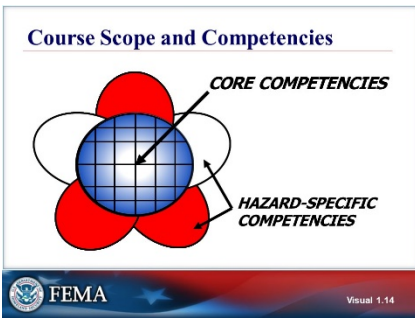 Course Scope and Competencies
CORE COMPETENCIES
HAZARD-SPECIFIC
COMPETENCIES
FEMA
Visual 1.14